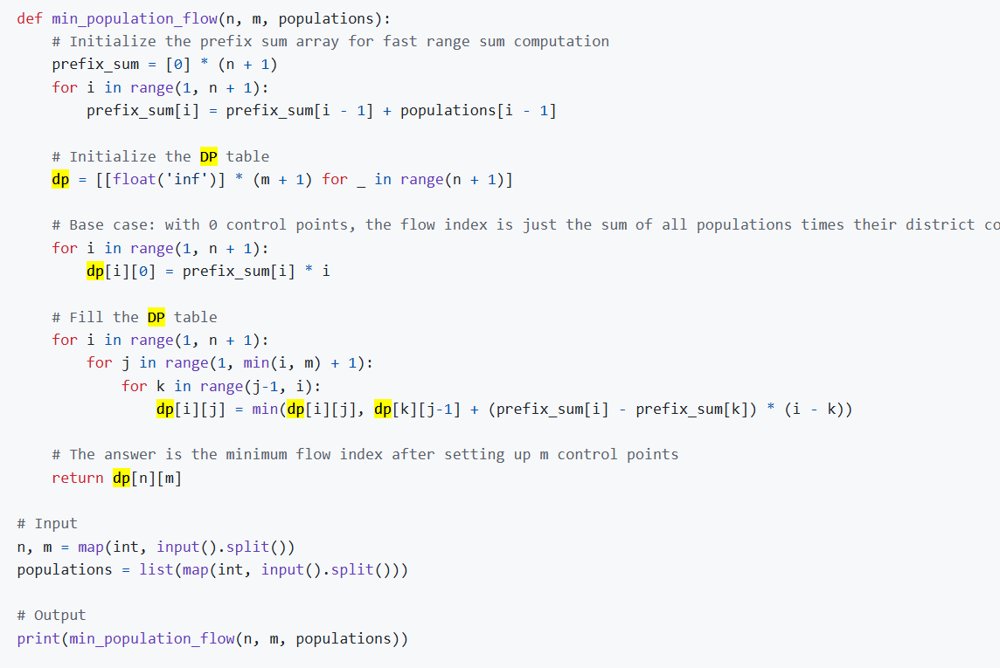 def min_population_flow(n, m, populations):
    # Initialize the prefix sum array for fast range sum computation
    prefix_sum = [0] * (n + 1)
    for i in range(1, n + 1):
        prefix_sum[i] = prefix_sum[i - 1] + populations[i - 1]

    # Initialize the DP table
    dp = [[float('inf')] * (m + 1) for _ in range(n + 1)]

    # Base case: with 0 control points, the flow index is just the sum of all populations times their district co
    for i in range(1, n + 1):
        dp[i][0] = prefix_sum[i] * i

    # Fill the DP table
    for i in range(1, n + 1):
        for j in range(1, min(i, m) + 1):
            for k in range(j-1, i):
                dp[i][j] = min(dp[i][j], dp[k][j-1] + (prefix_sum[i] - prefix_sum[k]) * (i - k))

    # The answer is the minimum flow index after setting up m control points
    return dp[n][m]

# Input
n, m = map(int, input().split())
populations = list(map(int, input().split()))

# Output
print(min_population_flow(n, m, populations))